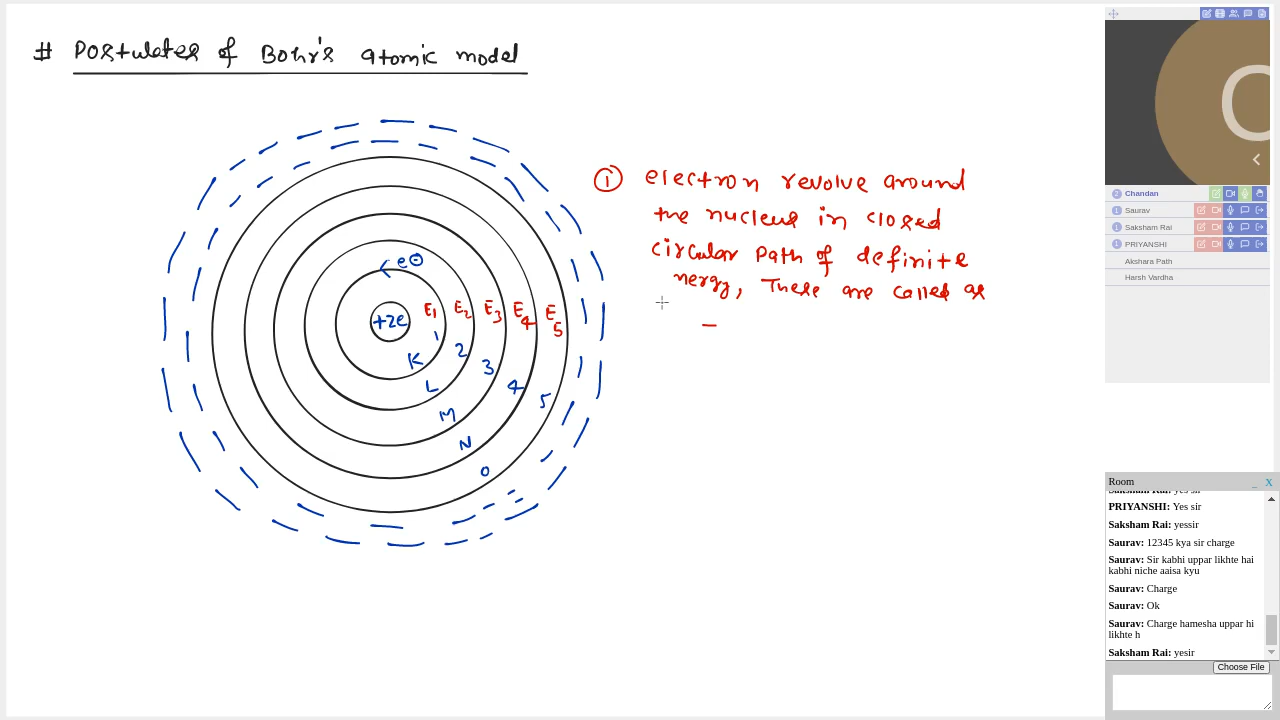 # Postulates of Bohr's atomic model
① electron revolve around
the nucleus in closed
circular path of definite
nergy, These are called as
e⊖
+ze
E1 E2 E3 E4 E5
1 2 3 4 5
K
L
M
N
O
C
Chandan
Saurav
Saksham Rai
PRIYANSHI
Akshara Path
Harsh Vardha
Room
_ X
Saksham Rai: yes sir
PRIYANSHI: Yes sir
Saksham Rai: yessir
Saurav: 12345 kya sir charge
Saurav: Sir kabhi uppar likhte hai
kabhi niche aaisa kyu
Saurav: Charge
Saurav: Ok
Saurav: Charge hamesha uppar hi
likhte h
Saksham Rai: yesir
Choose File